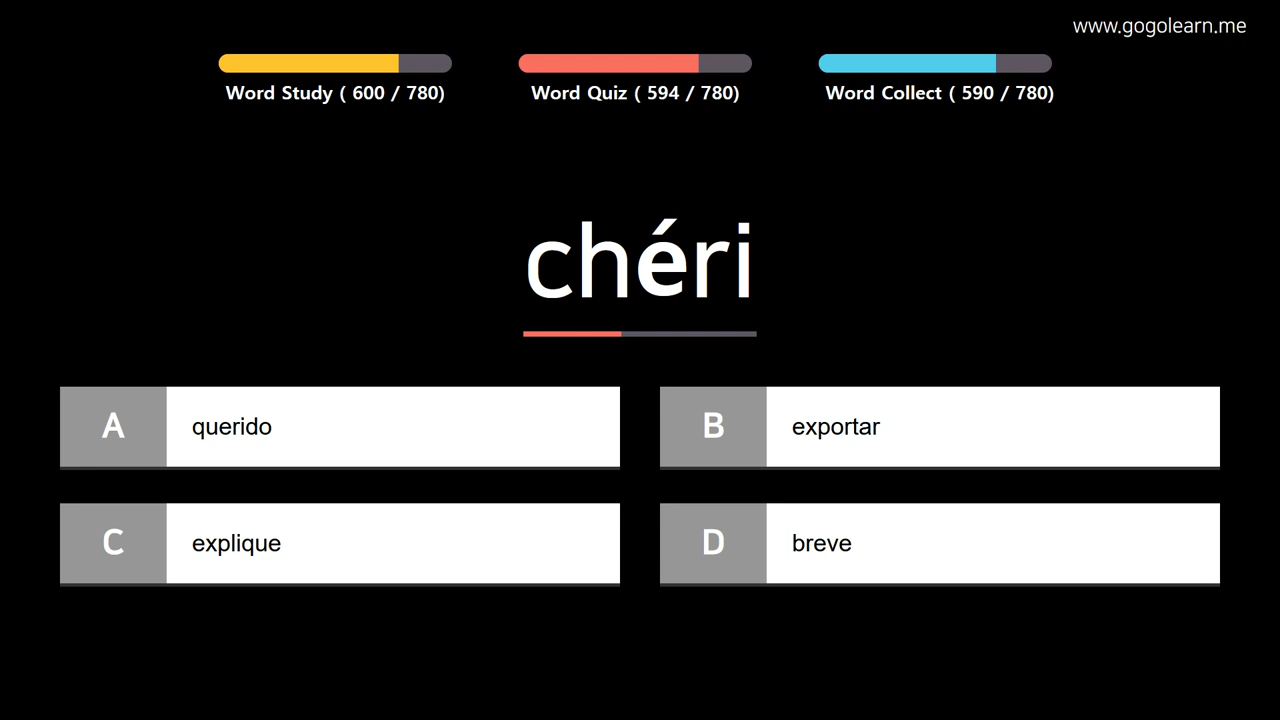 www.gogolearn.me
Word Study ( 600 / 780)
Word Quiz ( 594 / 780)
Word Collect ( 590 / 780)
chéri
A querido
B exportar
C explique
D breve